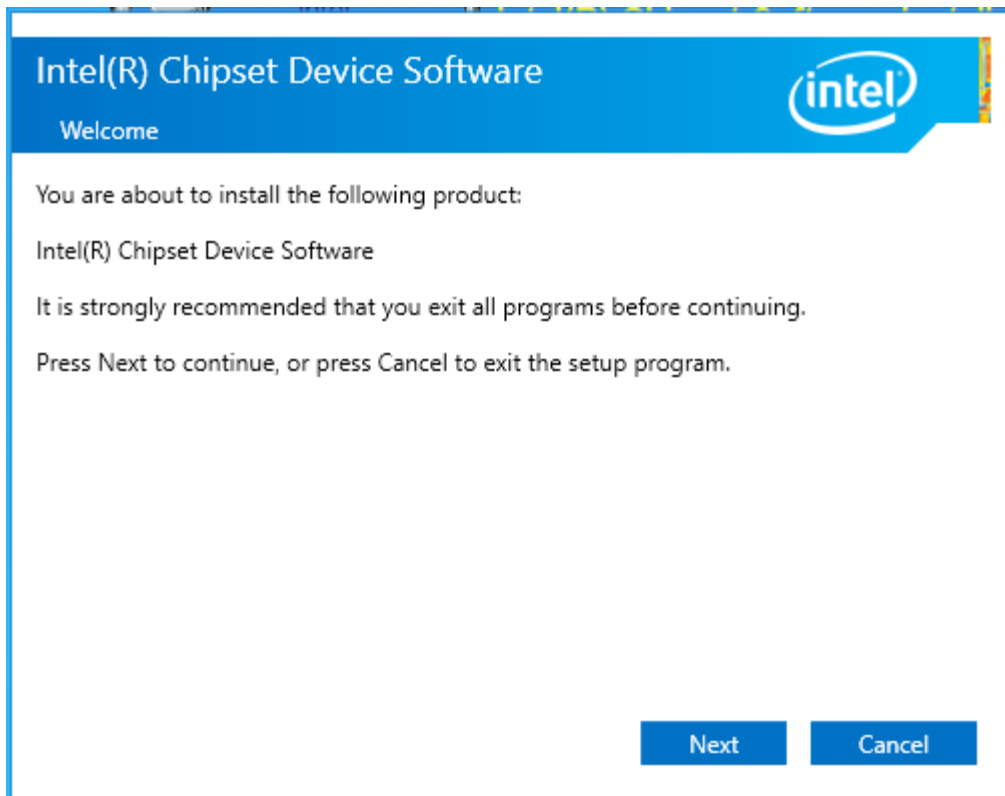 Intel(R) Chipset Device Software
intel
Welcome
You are about to install the following product:
Intel(R) Chipset Device Software
It is strongly recommended that you exit all programs before continuing.
Press Next to continue, or press Cancel to exit the setup program.
Next
Cancel